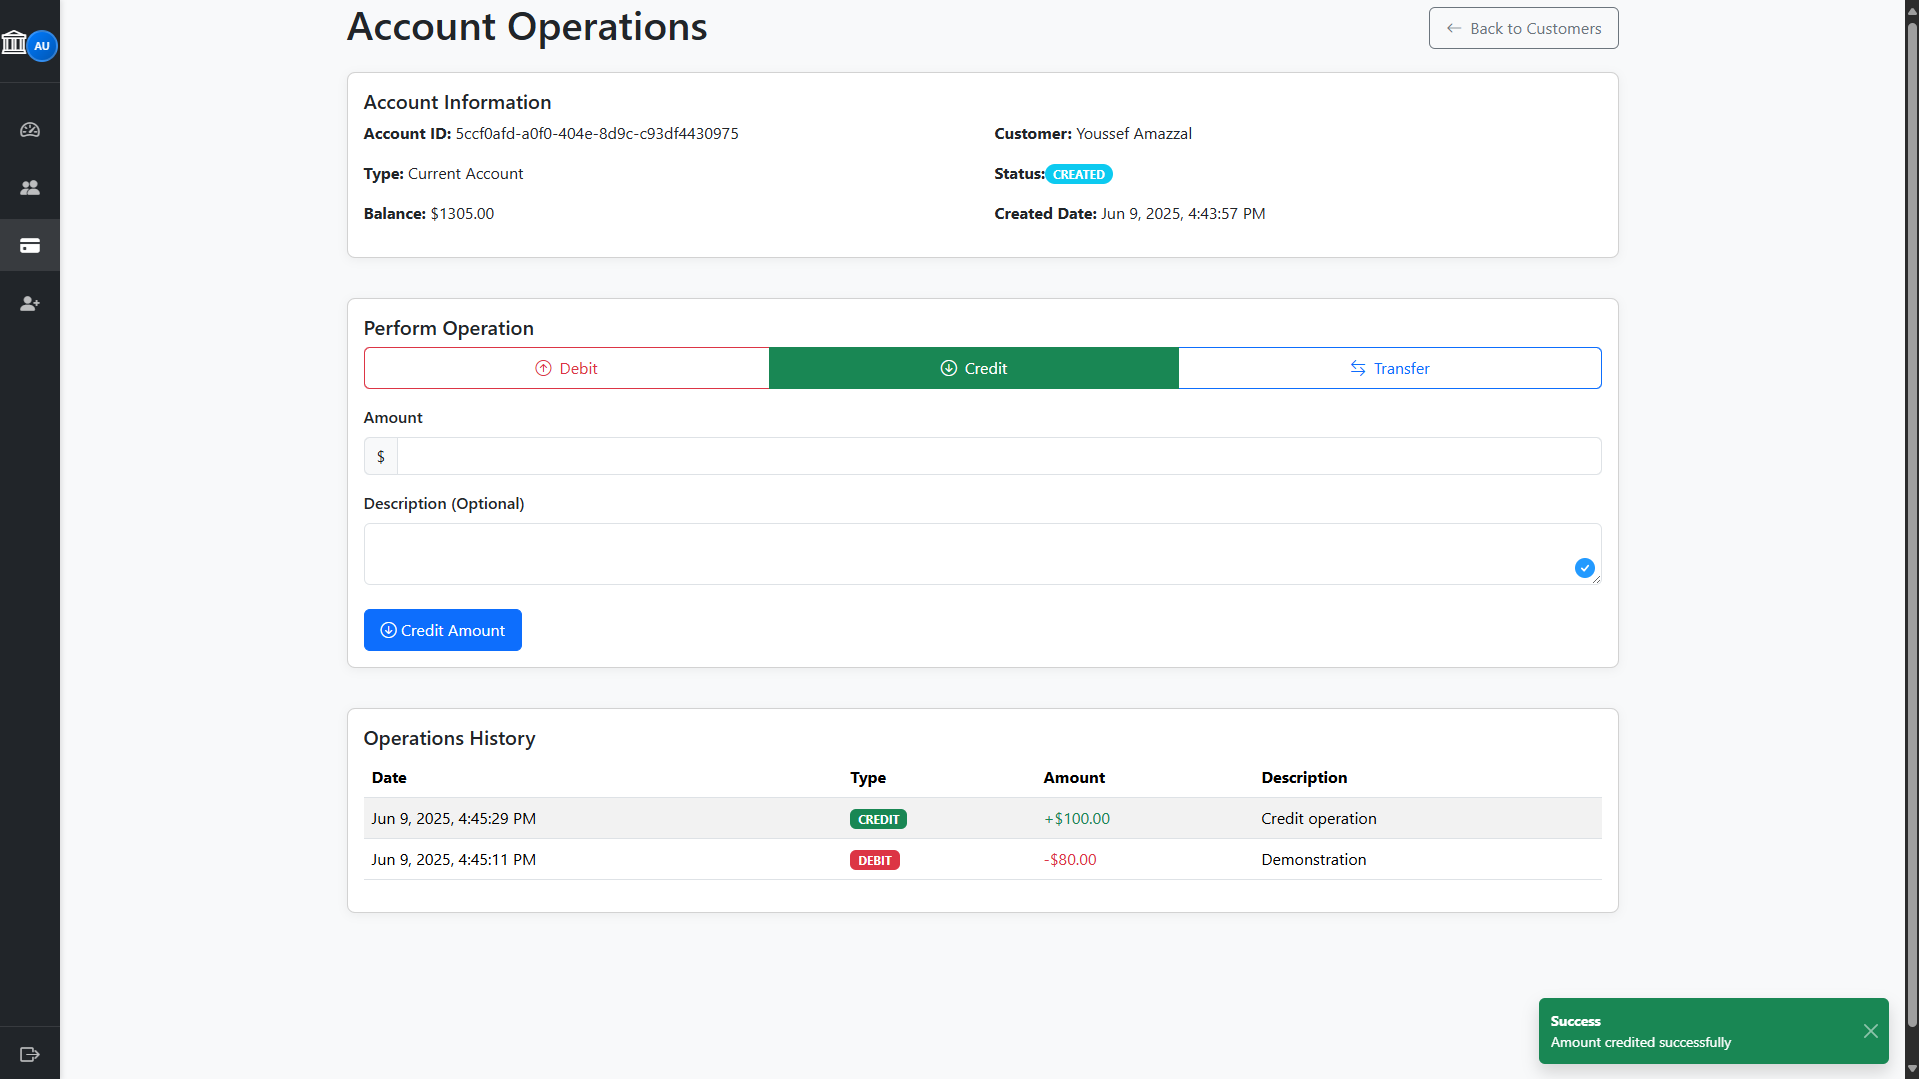 Account Operations
← Back to Customers
AU
Account Information
Account ID: 5ccf0afd-a0f0-404e-8d9c-c93df4430975
Customer: Youssef Amazzal
Type: Current Account
Status: CREATED
Balance: $1305.00
Created Date: Jun 9, 2025, 4:43:57 PM
Perform Operation
Debit
Credit
Transfer
Amount
$
Description (Optional)
Credit Amount
Operations History
Date Type Amount Description
Jun 9, 2025, 4:45:29 PM CREDIT +$100.00 Credit operation
Jun 9, 2025, 4:45:11 PM DEBIT -$80.00 Demonstration
Success
Amount credited successfully